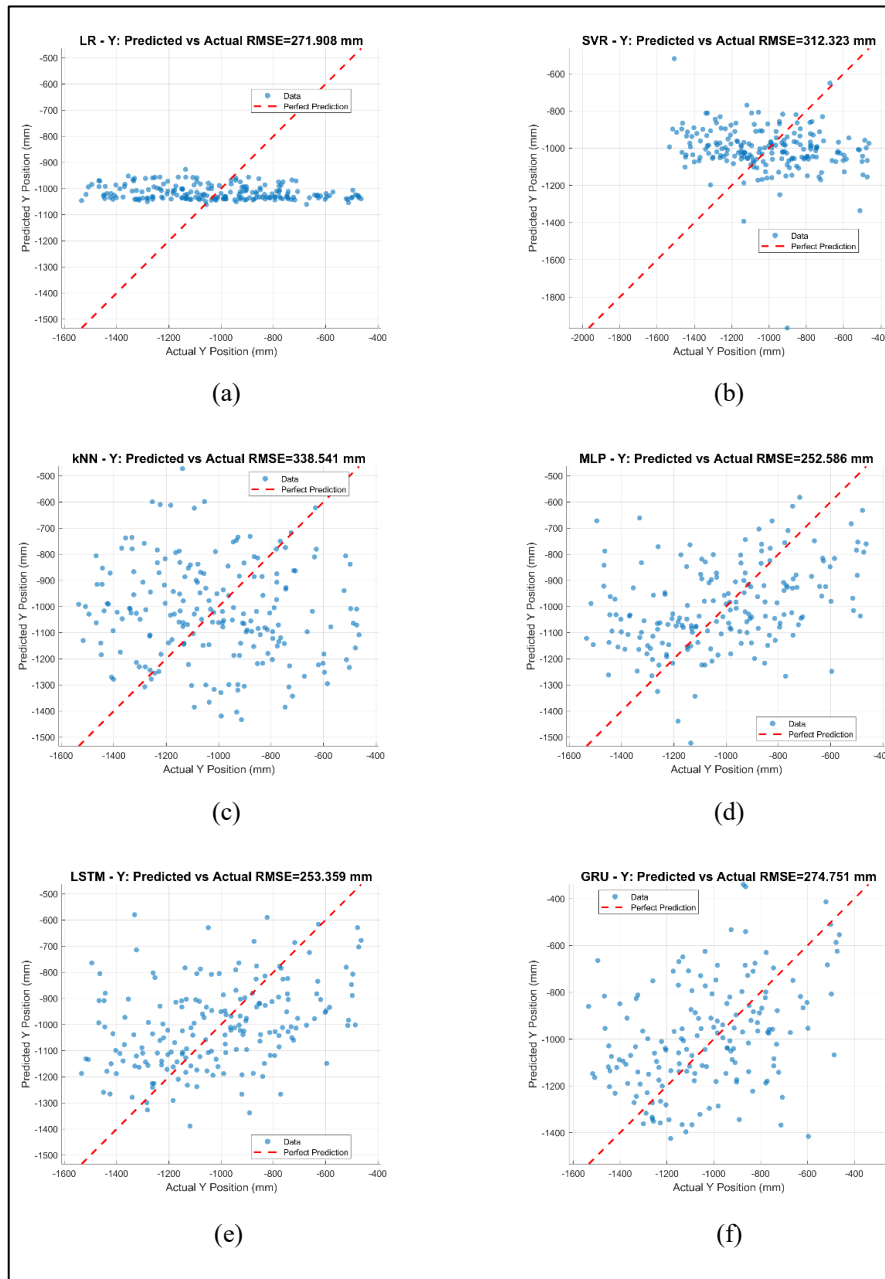 LR - Y: Predicted vs Actual RMSE=271.908 mm
Predicted Y Position (mm)
-500
-600
-700
-800
-900
-1000
-1100
-1200
-1300
-1400
-1500
Data
Perfect Prediction
-1600 -1400 -1200 -1000 -800 -600 -400
Actual Y Position (mm)
(a)
SVR - Y: Predicted vs Actual RMSE=312.323 mm
Predicted Y Position (mm)
-600
-800
-1000
-1200
-1400
-1600
-1800
Data
Perfect Prediction
-2000 -1800 -1600 -1400 -1200 -1000 -800 -600 -400
Actual Y Position (mm)
(b)
kNN - Y: Predicted vs Actual RMSE=338.541 mm
Predicted Y Position (mm)
-500
-600
-700
-800
-900
-1000
-1100
-1200
-1300
-1400
-1500
Data
Perfect Prediction
-1600 -1400 -1200 -1000 -800 -600 -400
Actual Y Position (mm)
(c)
MLP - Y: Predicted vs Actual RMSE=252.586 mm
Predicted Y Position (mm)
-500
-600
-700
-800
-900
-1000
-1100
-1200
-1300
-1400
-1500
Data
Perfect Prediction
-1600 -1400 -1200 -1000 -800 -600 -400
Actual Y Position (mm)
(d)
LSTM - Y: Predicted vs Actual RMSE=253.359 mm
Predicted Y Position (mm)
-500
-600
-700
-800
-900
-1000
-1100
-1200
-1300
-1400
-1500
Data
Perfect Prediction
-1600 -1400 -1200 -1000 -800 -600 -400
Actual Y Position (mm)
(e)
GRU - Y: Predicted vs Actual RMSE=274.751 mm
Predicted Y Position (mm)
-400
-600
-800
-1000
-1200
-1400
Data
Perfect Prediction
-1600 -1400 -1200 -1000 -800 -600 -400
Actual Y Position (mm)
(f)